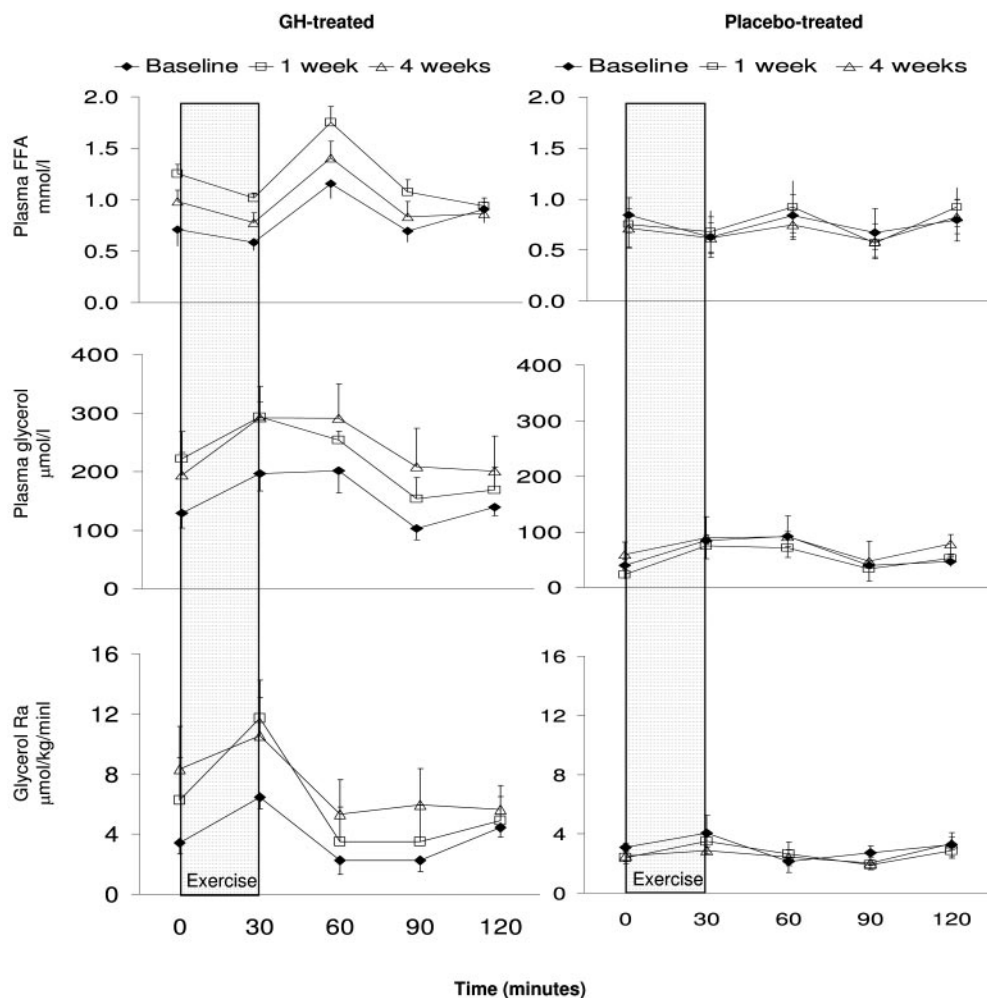 GH-treated
Placebo-treated
Baseline 1 week 4 weeks
Baseline 1 week 4 weeks
Plasma FFA
mmol/l
2.0
1.5
1.0
0.5
0.0
2.0
1.5
1.0
0.5
0.0
Plasma glycerol
μmol/l
400
300
200
100
0
400
300
200
100
0
Glycerol Ra
μmol/kg/minl
16
12
8
4
0
Exercise
0 30 60 90 120
16
12
8
4
0
Exercise
0 30 60 90 120
Time (minutes)